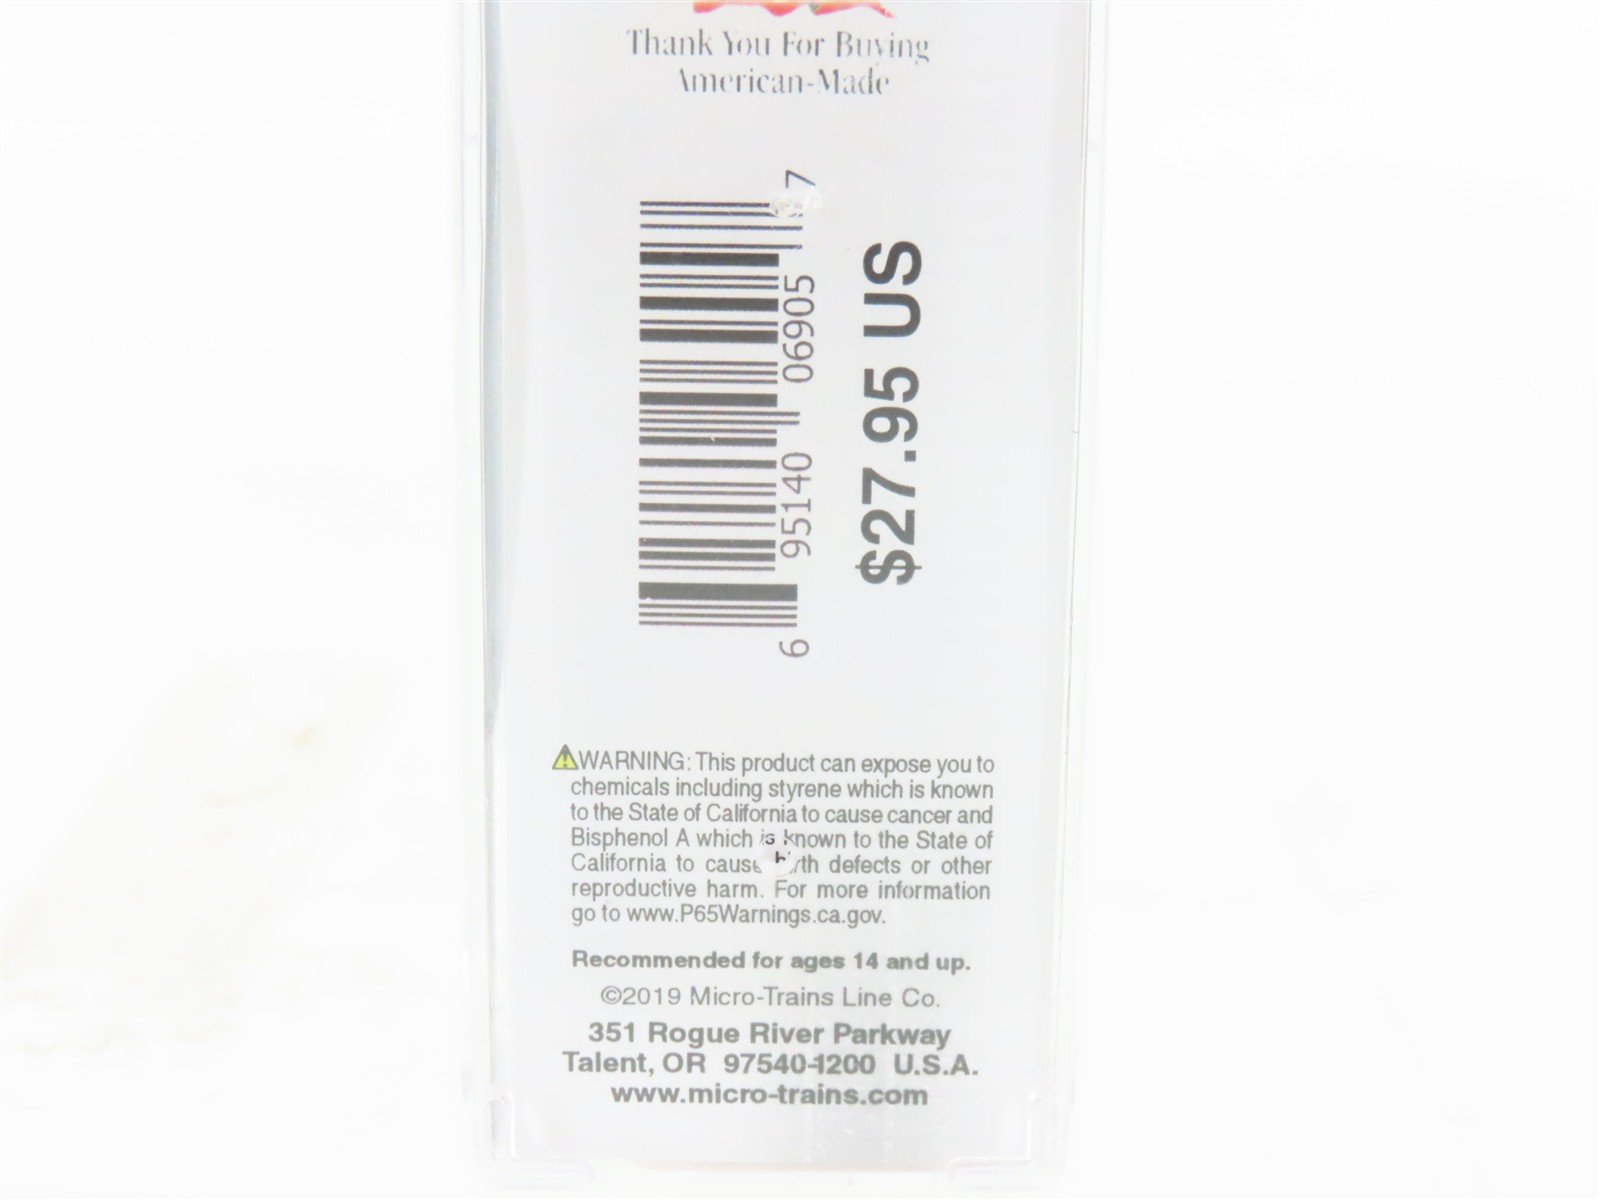 Thank You For Buying
American-Made
6 95140 06905 7
$27.95 US
WARNING: This product can expose you to
chemicals including styrene which is known
to the State of California to cause cancer and
Bisphenol A which is known to the State of
California to cause defects or other
reproductive harm. For more information
go to www.P65Warnings.ca.gov.
Recommended for ages 14 and up.
©2019 Micro-Trains Line Co.
351 Rogue River Parkway
Talent, OR 97540-1200 U.S.A.
www.micro-trains.com